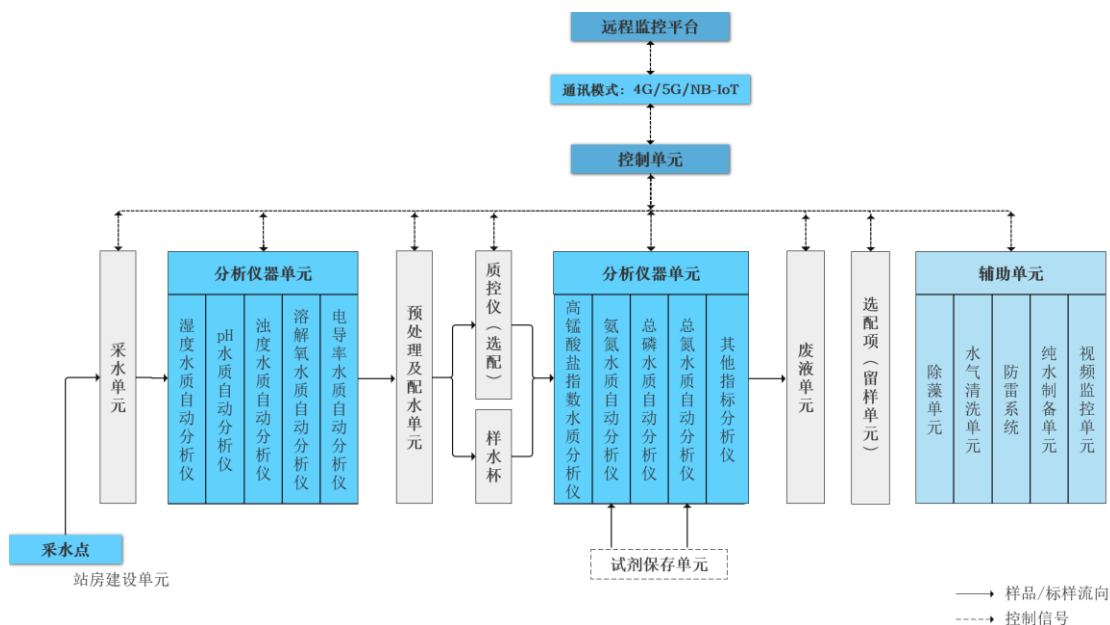 远程监控平台
通讯模式：4G/5G/NB-IoT
控制单元
采水单元
分析仪器单元
湿度水质自动分析仪
pH水质自动分析仪
浊度水质自动分析仪
溶解氧水质自动分析仪
电导率水质自动分析仪
预处理及配水单元
质控仪（选配）
样水杯
分析仪器单元
高锰酸盐指数水质分析仪
氨氮水质自动分析仪
总磷水质自动分析仪
总氮水质自动分析仪
其他指标分析仪
废液单元
选配项（留样单元）
辅助单元
除藻单元
水气清洗单元
防雷系统
纯水制备单元
视频监控单元
采水点
站房建设单元
试剂保存单元
样品/标样流向
控制信号